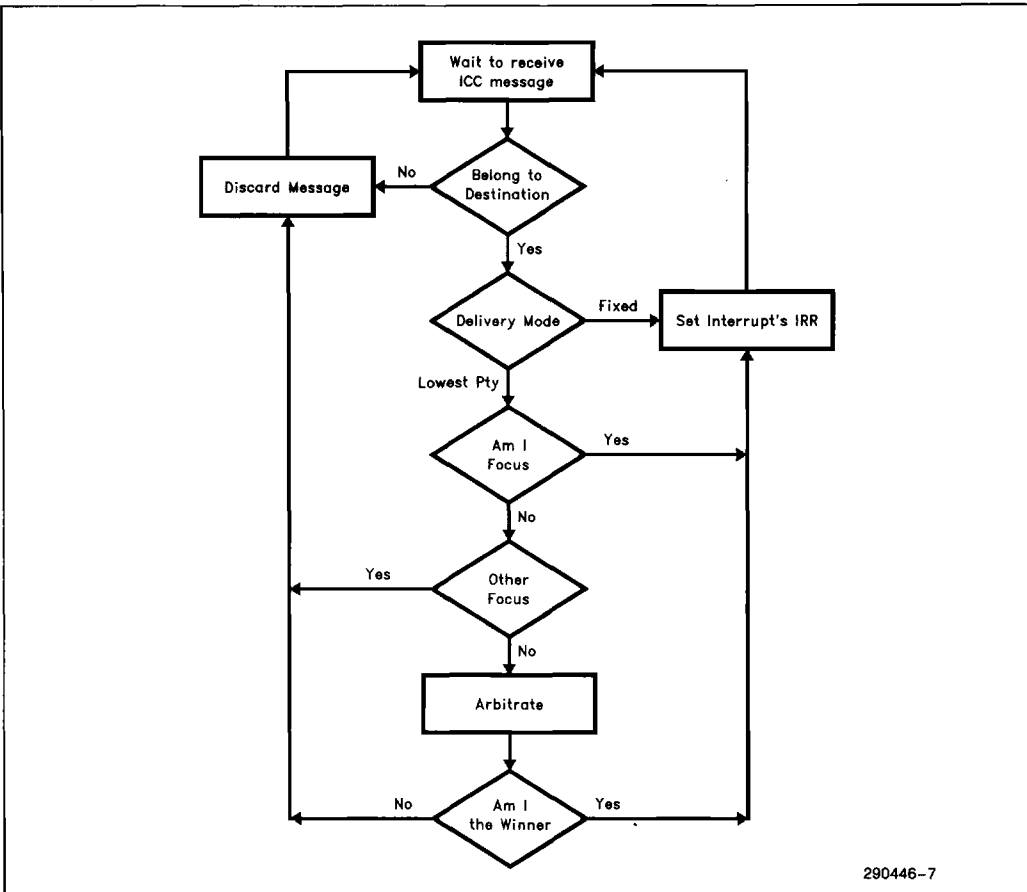 Wait to receive
ICC message
Discard Message
No
Belong to
Destination
Yes
Delivery Mode
Fixed
Set Interrupt's IRR
Lowest Pty
Am I
Focus
Yes
No
Yes
Other
Focus
No
Arbitrate
No
Am I
the Winner
Yes
290446-7